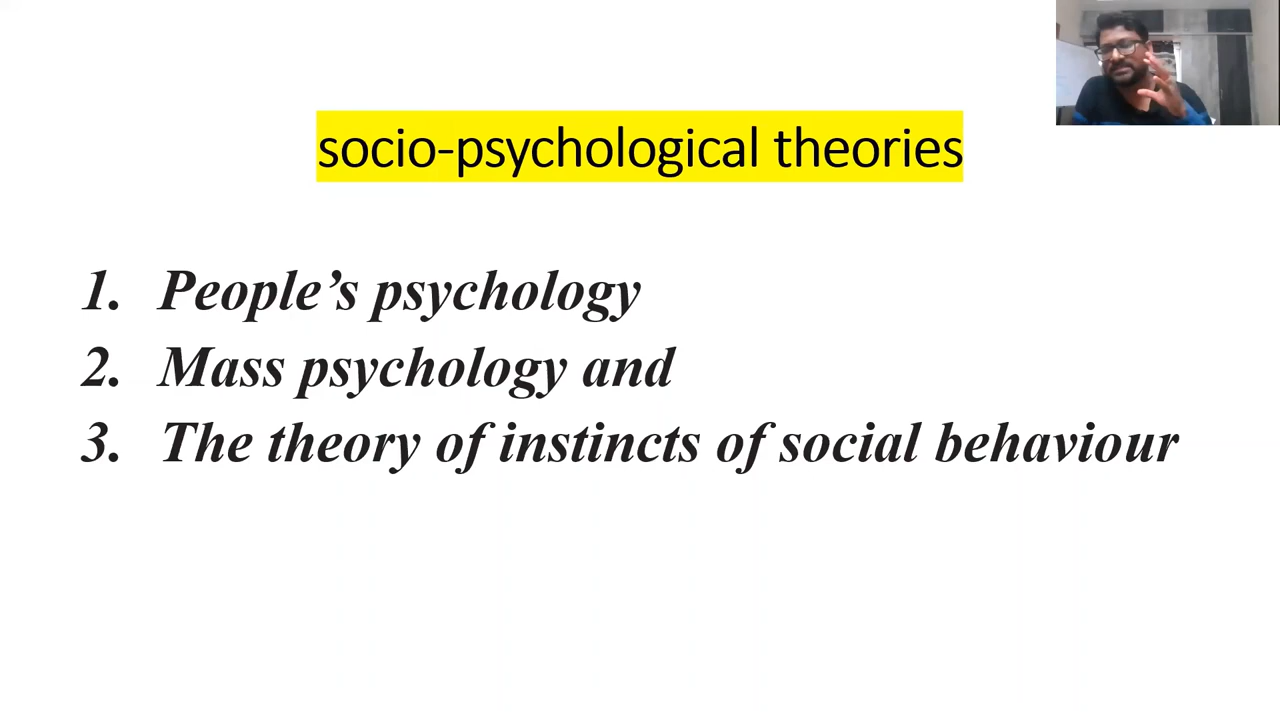 socio-psychological theories
1. People’s psychology
2. Mass psychology and
3. The theory of instincts of social behaviour